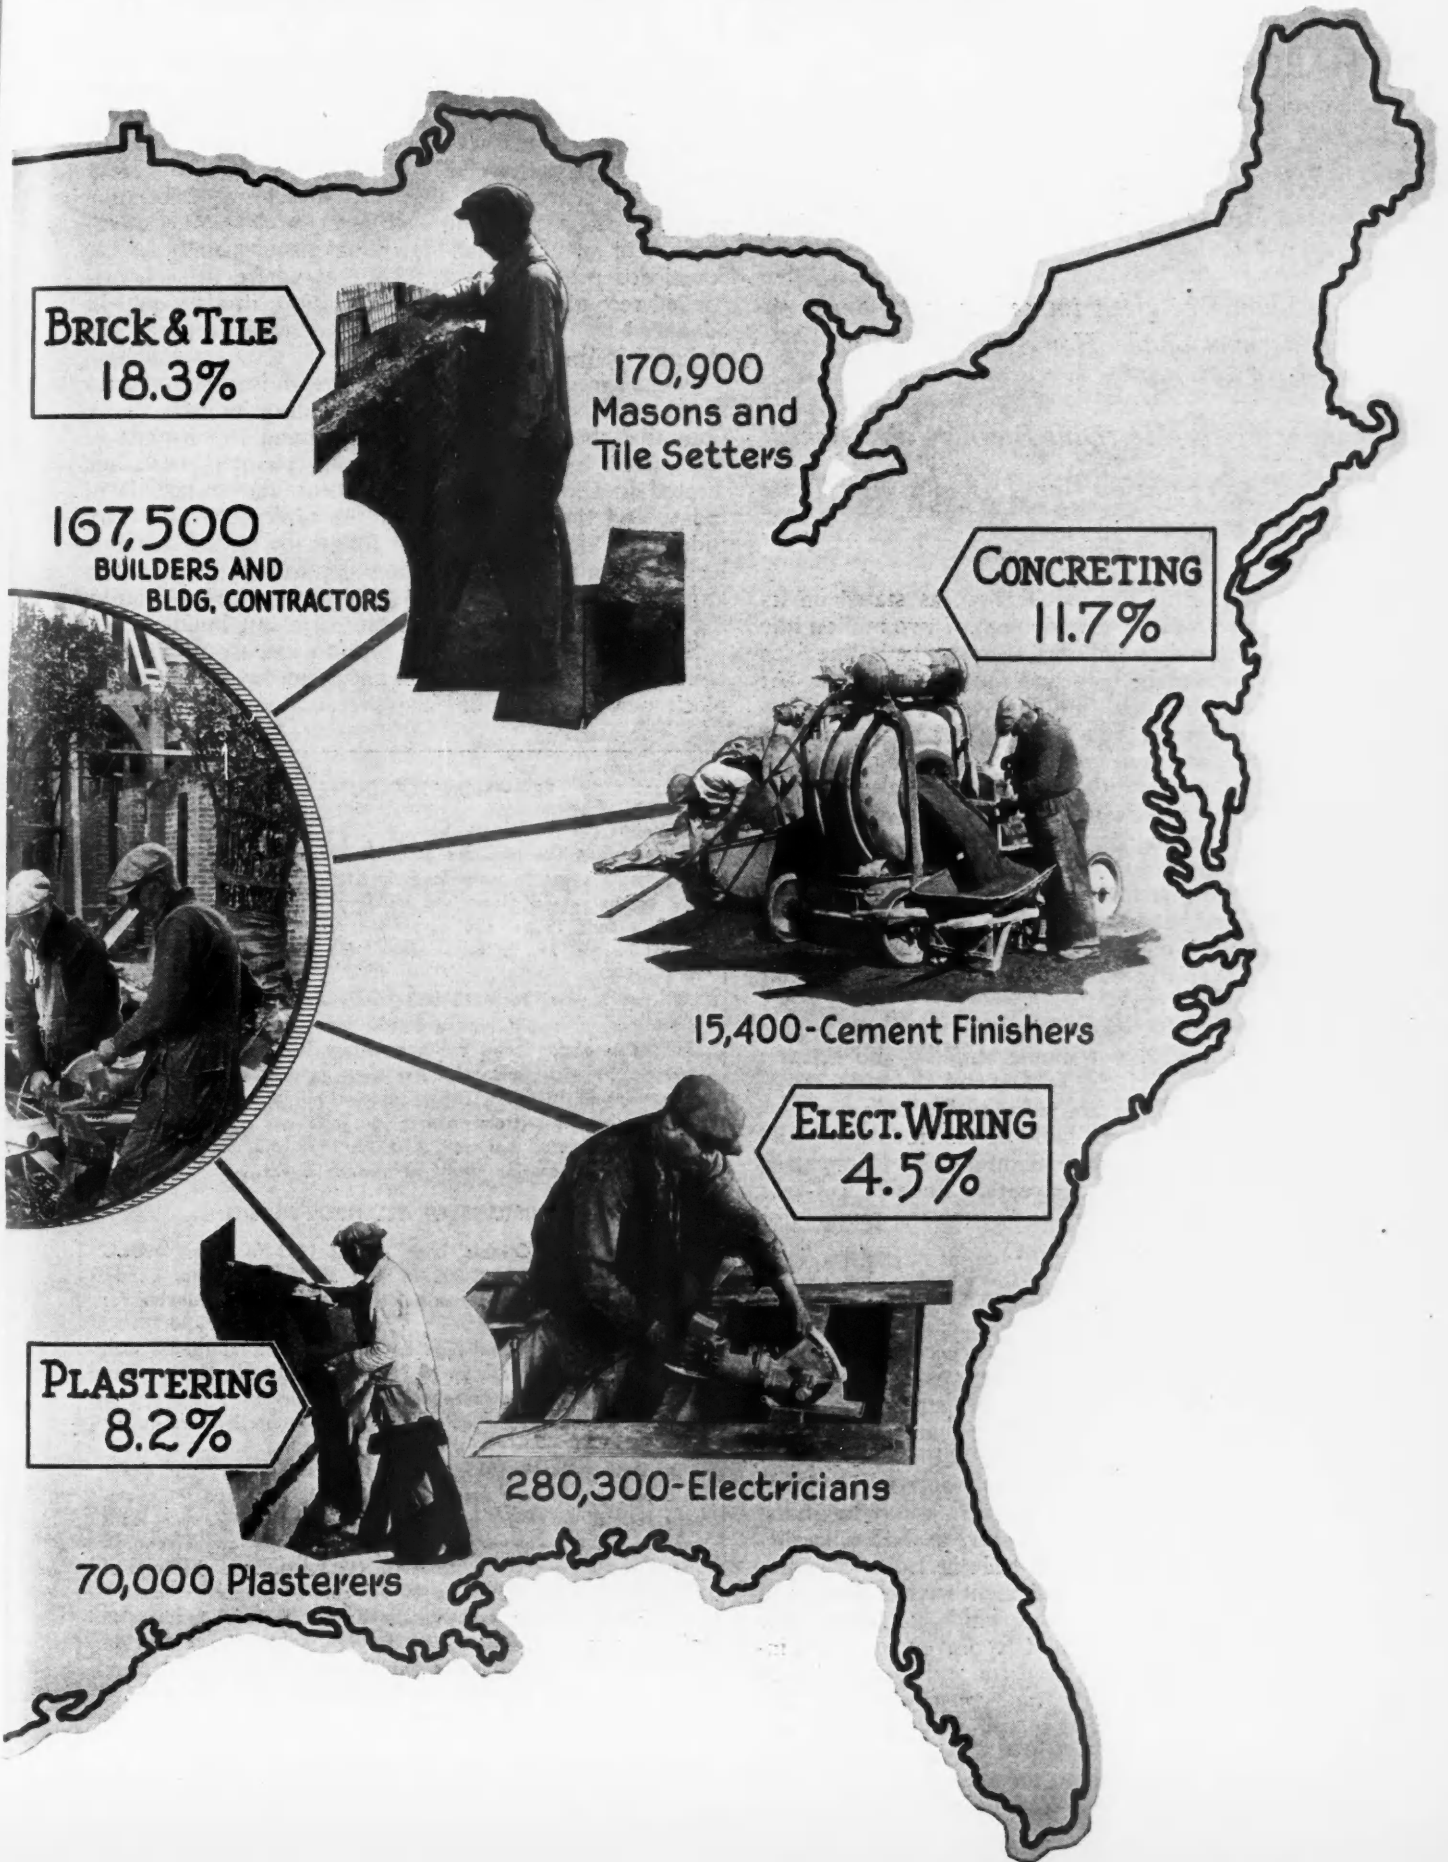 BRICK & TILE
18.3%
170,900
Masons and
Tile Setters
167,500
BUILDERS AND
BLDG. CONTRACTORS
CONCRETING
11.7%
15,400-Cement Finishers
ELECT. WIRING
4.5%
280,300-Electricians
PLASTERING
8.2%
70,000 Plasterers